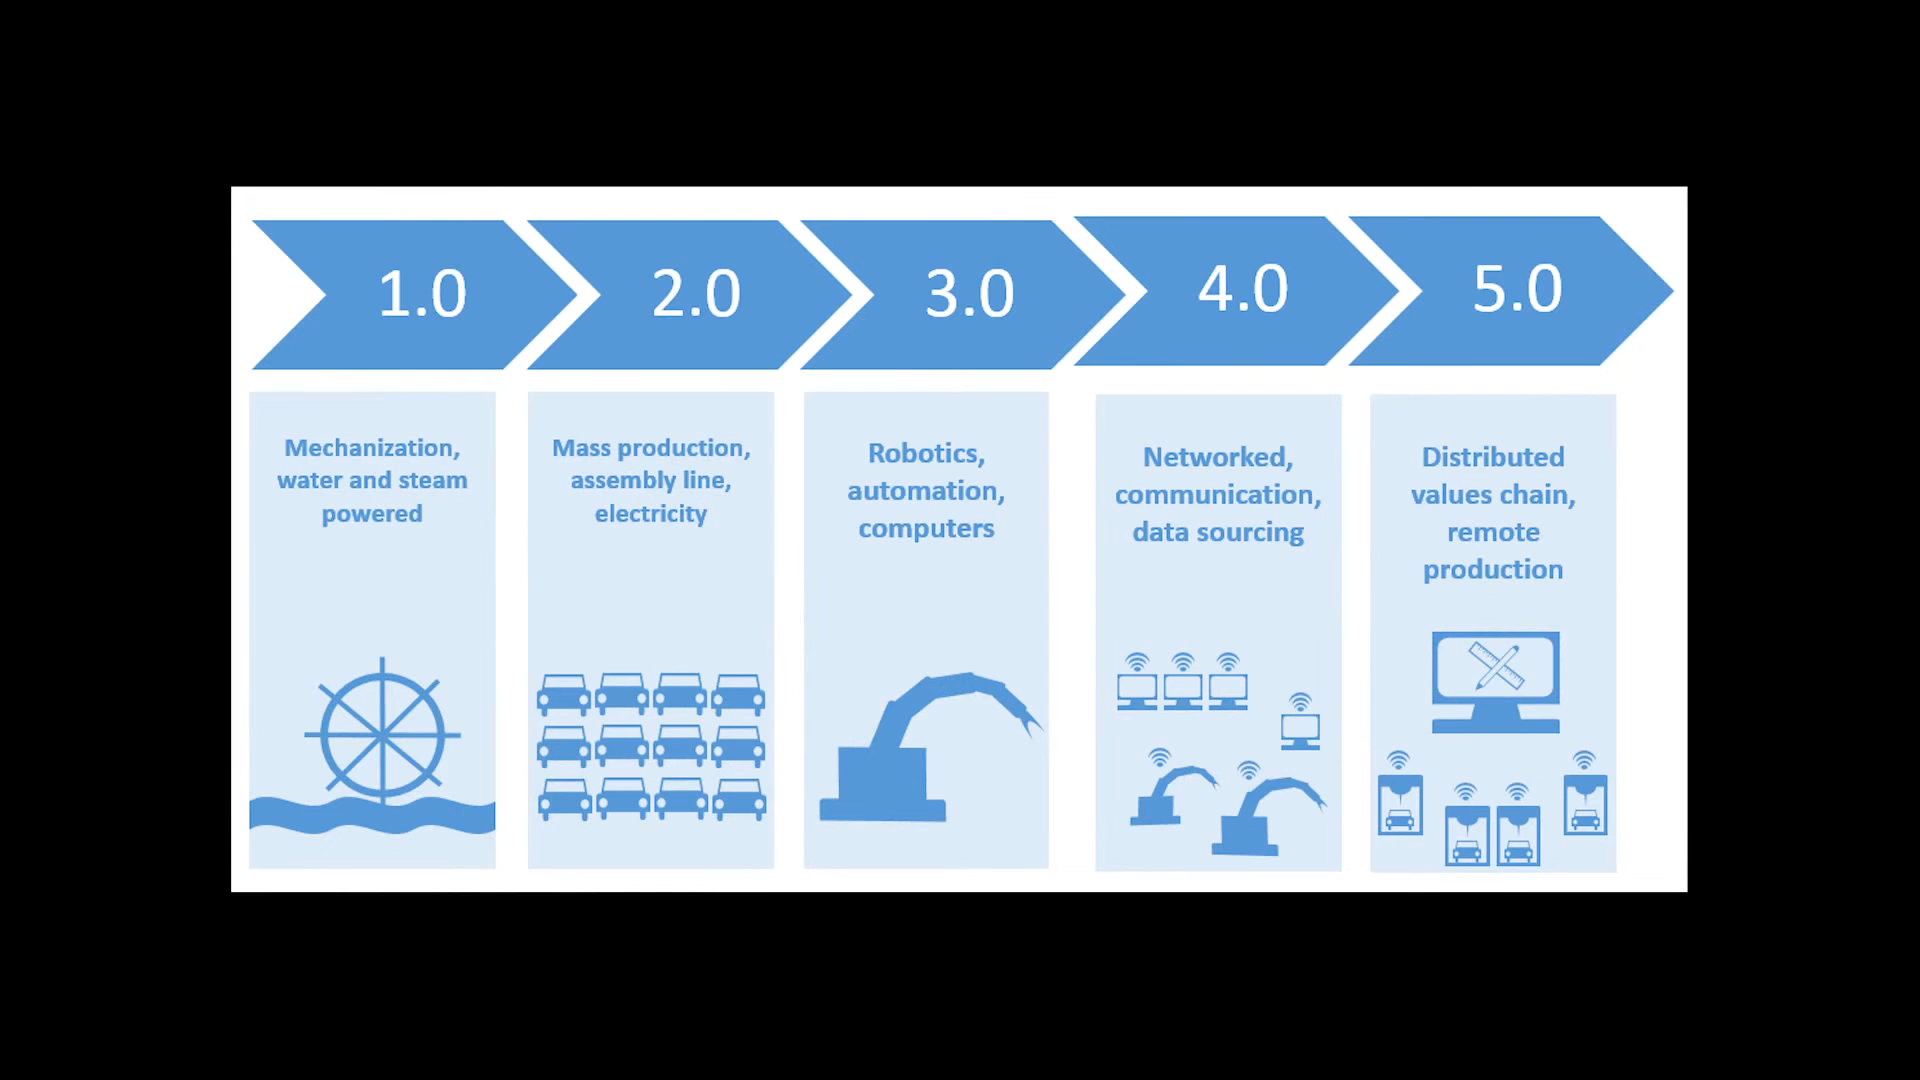 1.0
2.0
3.0
4.0
5.0
Mechanization,
water and steam
powered
Mass production,
assembly line,
electricity
Robotics,
automation,
computers
Networked,
communication,
data sourcing
Distributed
values chain,
remote
production